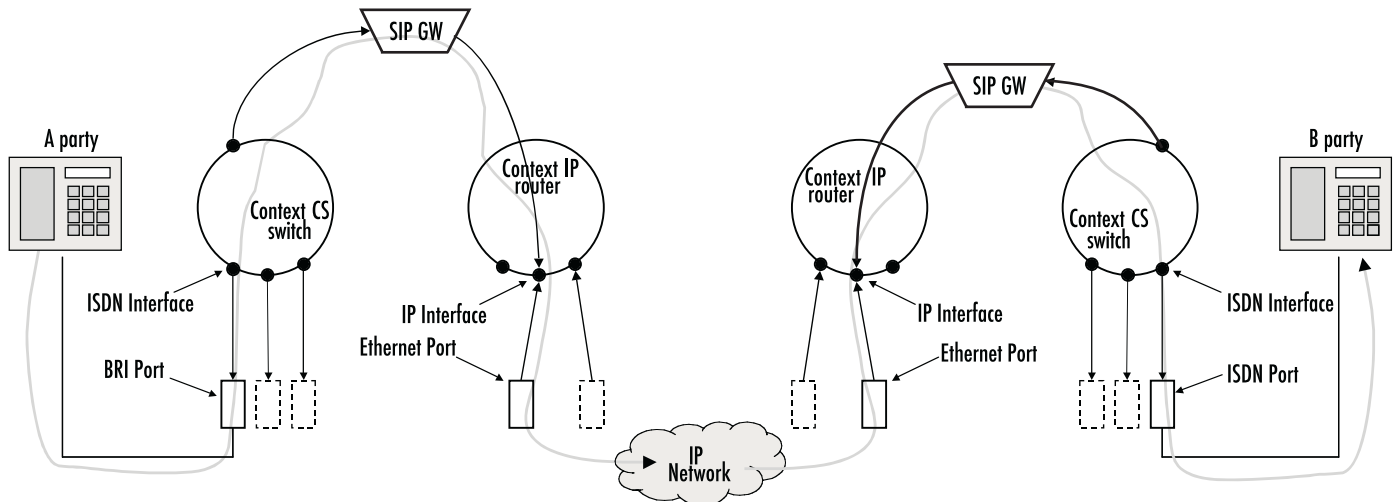 SIP GW
SIP GW
A party
B party
Context IP
router
Context IP
router
Context CS
switch
Context CS
switch
ISDN Interface
IP Interface
IP Interface
ISDN Interface
Ethernet Port
Ethernet Port
BRI Port
ISDN Port
IP
Network